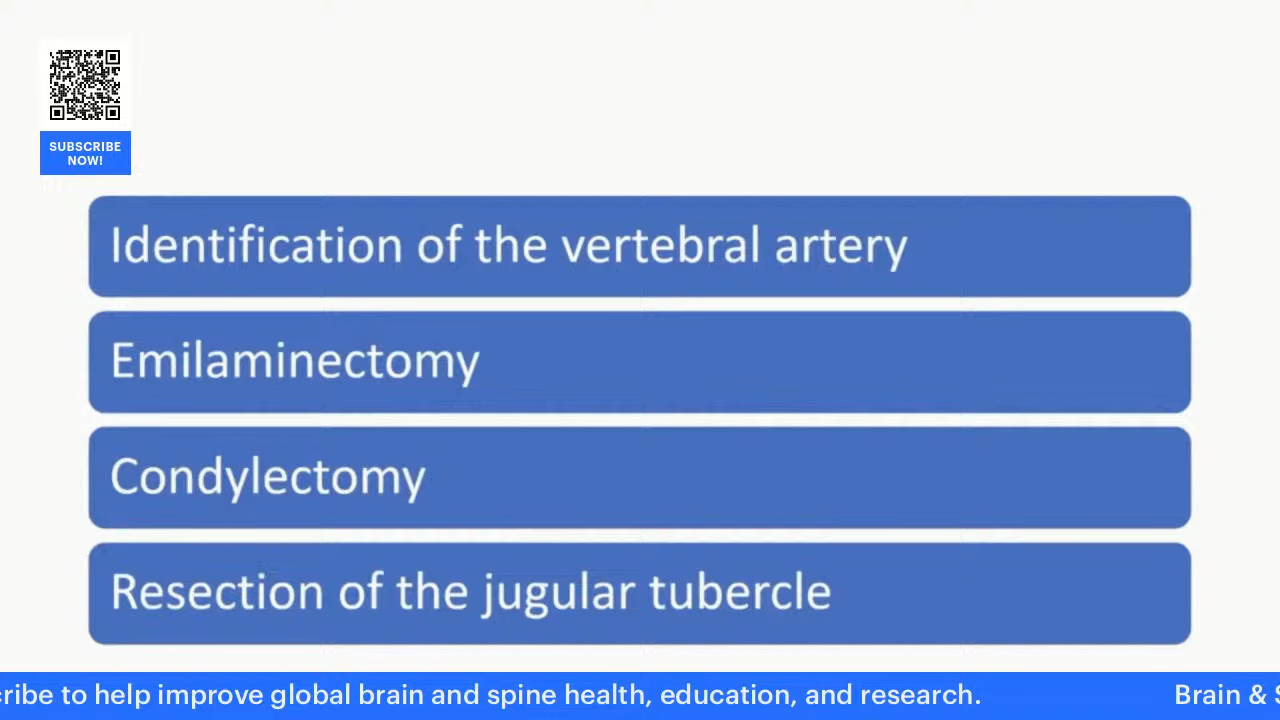 SUBSCRIBE
NOW!
Identification of the vertebral artery
Emilaminectomy
Condylectomy
Resection of the jugular tubercle
cribe to help improve global brain and spine health, education, and research. Brain & S